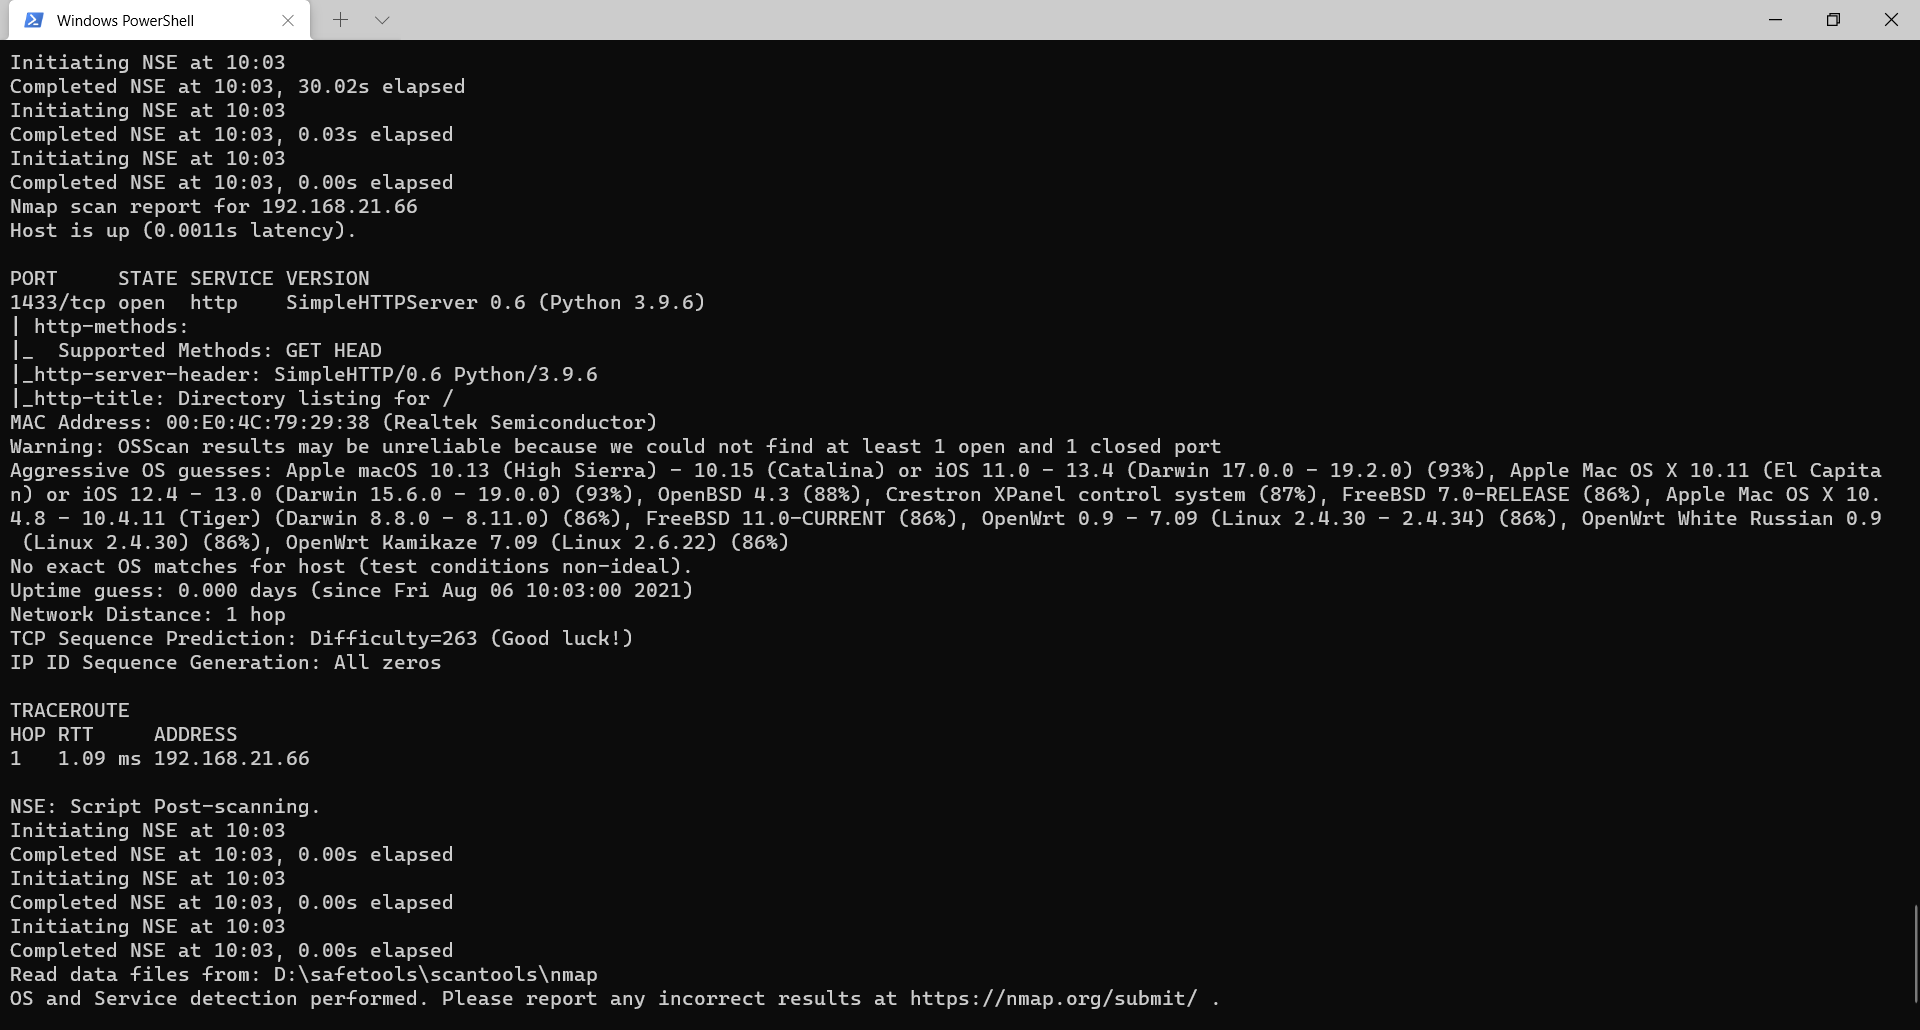 Windows PowerShell
Initiating NSE at 10:03
Completed NSE at 10:03, 30.02s elapsed
Initiating NSE at 10:03
Completed NSE at 10:03, 0.03s elapsed
Initiating NSE at 10:03
Completed NSE at 10:03, 0.00s elapsed
Nmap scan report for 192.168.21.66
Host is up (0.0011s latency).

PORT     STATE SERVICE VERSION
1433/tcp open  http    SimpleHTTPServer 0.6 (Python 3.9.6)
| http-methods:
|_  Supported Methods: GET HEAD
|_http-server-header: SimpleHTTP/0.6 Python/3.9.6
|_http-title: Directory listing for /
MAC Address: 00:E0:4C:79:29:38 (Realtek Semiconductor)
Warning: OSScan results may be unreliable because we could not find at least 1 open and 1 closed port
Aggressive OS guesses: Apple macOS 10.13 (High Sierra) - 10.15 (Catalina) or iOS 11.0 - 13.4 (Darwin 17.0.0 - 19.2.0) (93%), Apple Mac OS X 10.11 (El Capita
n) or iOS 12.4 - 13.0 (Darwin 15.6.0 - 19.0.0) (93%), OpenBSD 4.3 (88%), Crestron XPanel control system (87%), FreeBSD 7.0-RELEASE (86%), Apple Mac OS X 10.
4.8 - 10.4.11 (Tiger) (Darwin 8.8.0 - 8.11.0) (86%), FreeBSD 11.0-CURRENT (86%), OpenWrt 0.9 - 7.09 (Linux 2.4.30 - 2.4.34) (86%), OpenWrt White Russian 0.9
 (Linux 2.4.30) (86%), OpenWrt Kamikaze 7.09 (Linux 2.6.22) (86%)
No exact OS matches for host (test conditions non-ideal).
Uptime guess: 0.000 days (since Fri Aug 06 10:03:00 2021)
Network Distance: 1 hop
TCP Sequence Prediction: Difficulty=263 (Good luck!)
IP ID Sequence Generation: All zeros

TRACEROUTE
HOP RTT     ADDRESS
1   1.09 ms 192.168.21.66

NSE: Script Post-scanning.
Initiating NSE at 10:03
Completed NSE at 10:03, 0.00s elapsed
Initiating NSE at 10:03
Completed NSE at 10:03, 0.00s elapsed
Initiating NSE at 10:03
Completed NSE at 10:03, 0.00s elapsed
Read data files from: D:\safetools\scantools\nmap
OS and Service detection performed. Please report any incorrect results at https://nmap.org/submit/ .